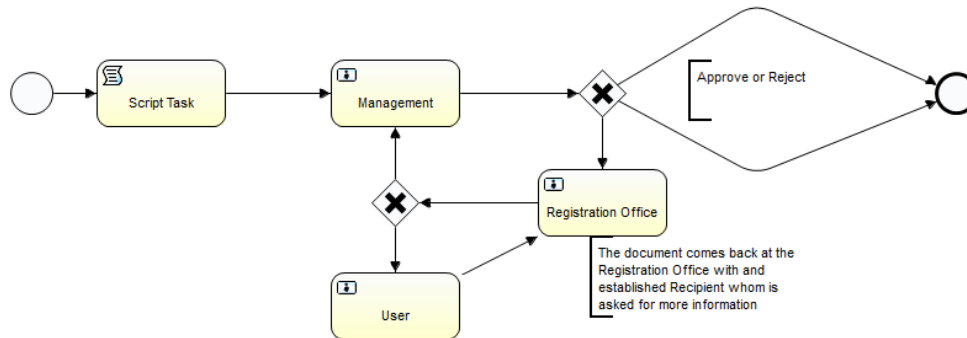 Script Task
Management
Approve or Reject
Registration Office
The document comes back at the
Registration Office with and
established Recipient whom is
asked for more information
User